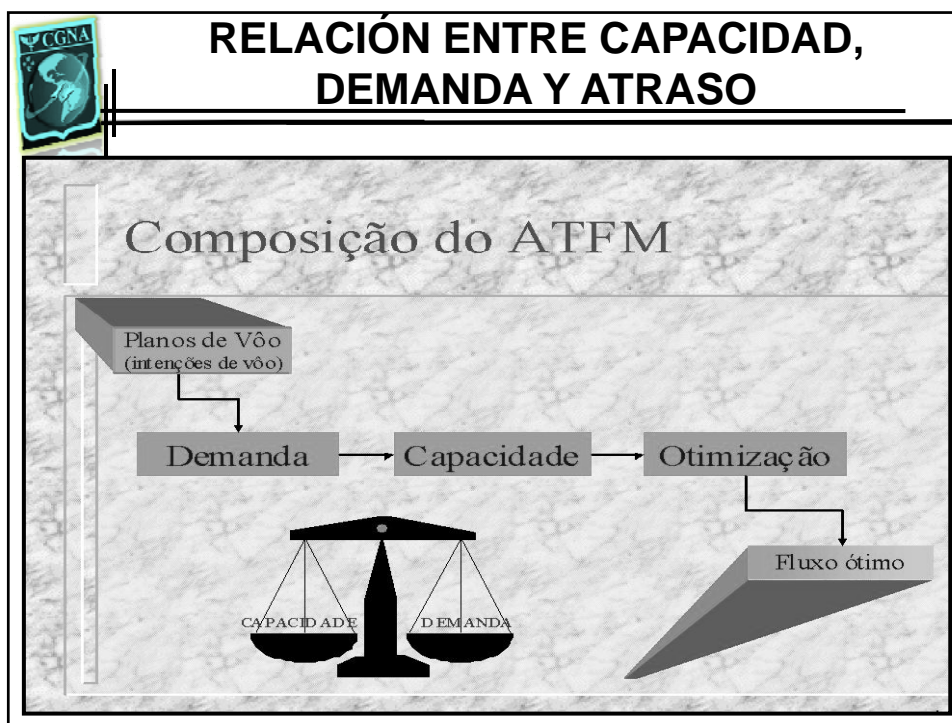 CGNA
RELACIÓN ENTRE CAPACIDAD,
DEMANDA Y ATRASO
Composição do ATFM
Planos de Vôo
(intenções de vôo)
Demanda
Capacidade
Otimização
Fluxo ótimo
CAPACIDADE
DEMANDA